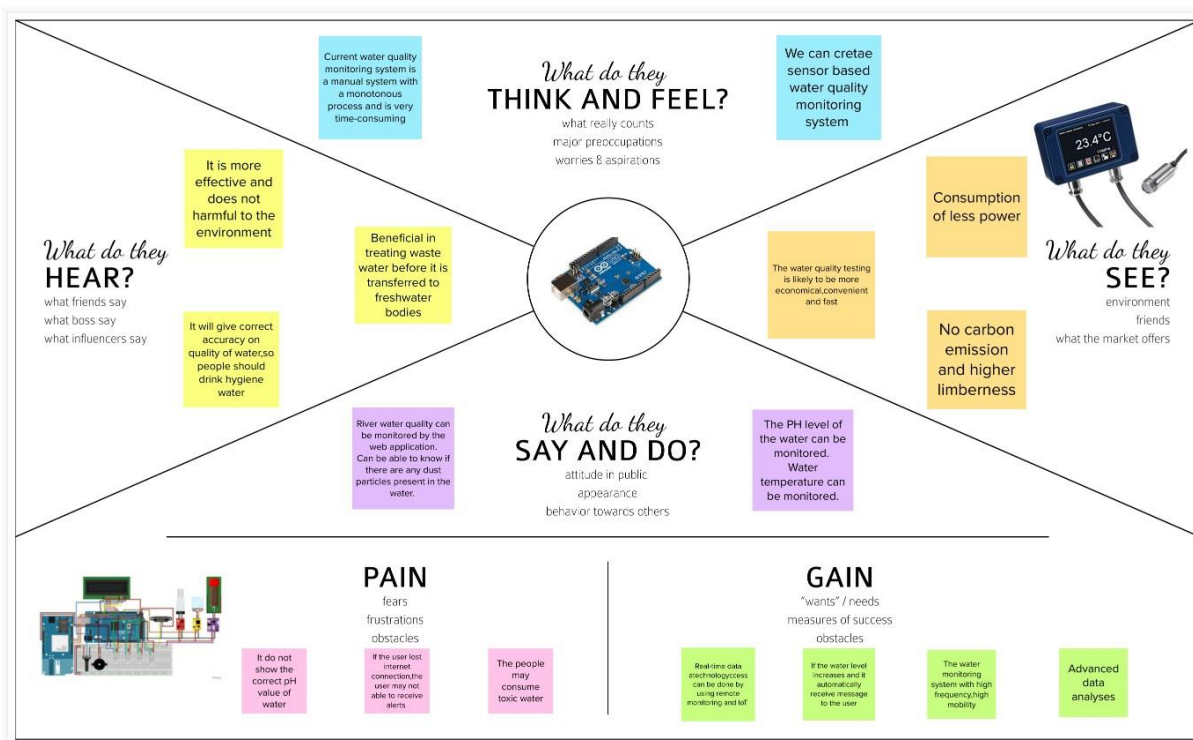 Current water quality
monitoring system is
a manual system with
a monotonous
process and is very
time-consuming
What do they
THINK AND FEEL?
what really counts
major preoccupations
worries & aspirations
We can cretae
sensor based
water quality
monitoring
system
What do they
HEAR?
what friends say
what boss say
what influencers say
It is more
effective and
does not
harmful to the
environment
Beneficial in
treating waste
water before it is
transferred to
freshwater
bodies
It will give correct
accuracy on
quality of water,so
people should
drink hygiene
water
The water quality testing
is likely to be more
economical,convenient
and fast
Consumption
of less power
No carbon
emission
and higher
limberness
23.4°C
What do they
SEE?
environment
friends
what the market offers
River water quality can
be monitored by the
web application.
Can be able to know if
there are any dust
particles present in the
water.
What do they
SAY AND DO?
attitude in public
appearance
behavior towards others
The PH level of
the water can be
monitored.
Water
temperature can
be monitored.
PAIN
fears
frustrations
obstacles
It do not
show the
correct pH
value of
water
If the user lost
internet
connection,the
user may not
able to receive
alerts
The people
may
consume
toxic water
GAIN
"wants" / needs
measures of success
obstacles
Real-time data
atechnologyccess
can be done by
using remote
monitoring and IoT
If the water level
increases and it
automatically
receive message
to the user
The water
monitoring
system with high
frequency,high
mobility
Advanced
data
analyses